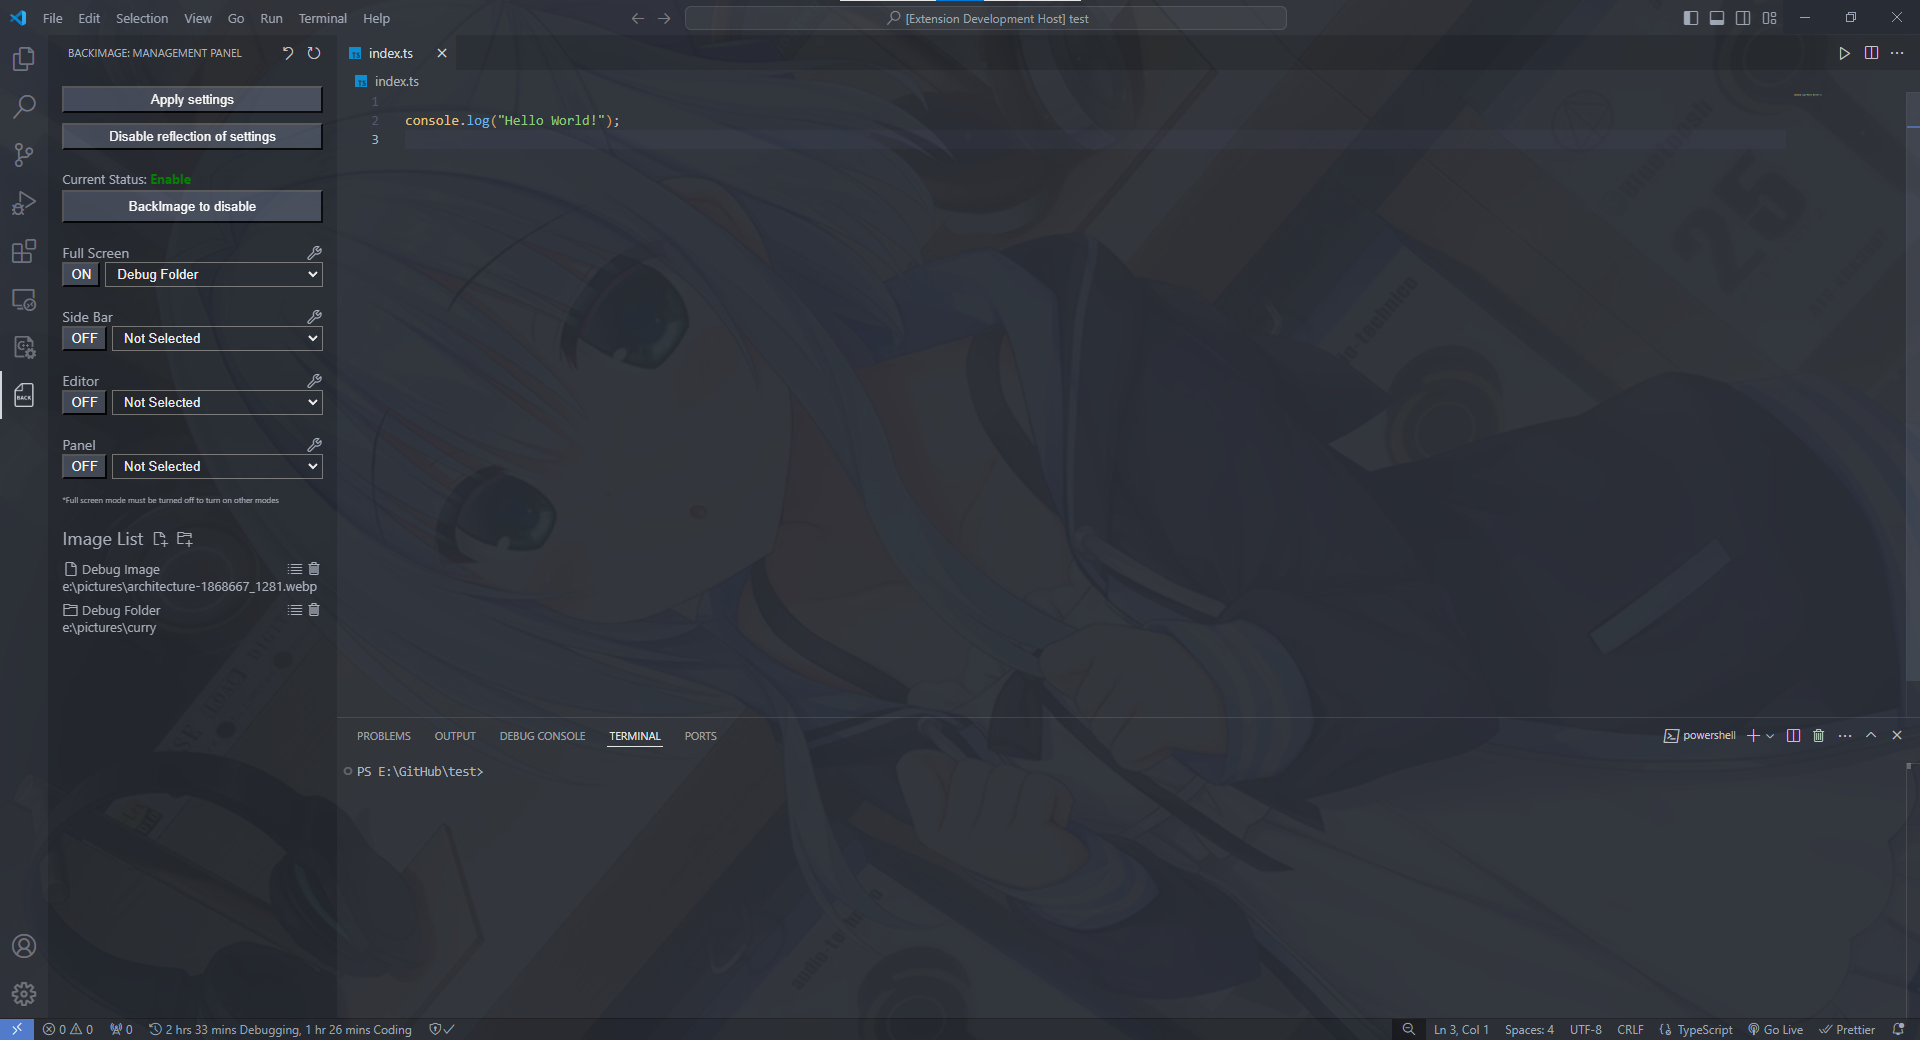 File Edit Selection View Go Run Terminal Help
[Extension Development Host] test
BACKIMAGE: MANAGEMENT PANEL
Apply settings
Disable reflection of settings
Current Status: Enable
BackImage to disable
Full Screen
ON Debug Folder
Side Bar
OFF Not Selected
Editor
OFF Not Selected
Panel
OFF Not Selected
*Full screen mode must be turned off to turn on other modes
Image List
Debug Image
e:\pictures\architecture-1868667_1281.webp
Debug Folder
e:\pictures\curry
BACK
TS index.ts
TS index.ts
1
2 console.log("Hello World!");
3
25
PROBLEMS OUTPUT DEBUG CONSOLE TERMINAL PORTS
powershell
PS E:\GitHub\test>
0 0 0 2 hrs 33 mins Debugging, 1 hr 26 mins Coding
Ln 3, Col 1 Spaces: 4 UTF-8 CRLF TypeScript Go Live Prettier